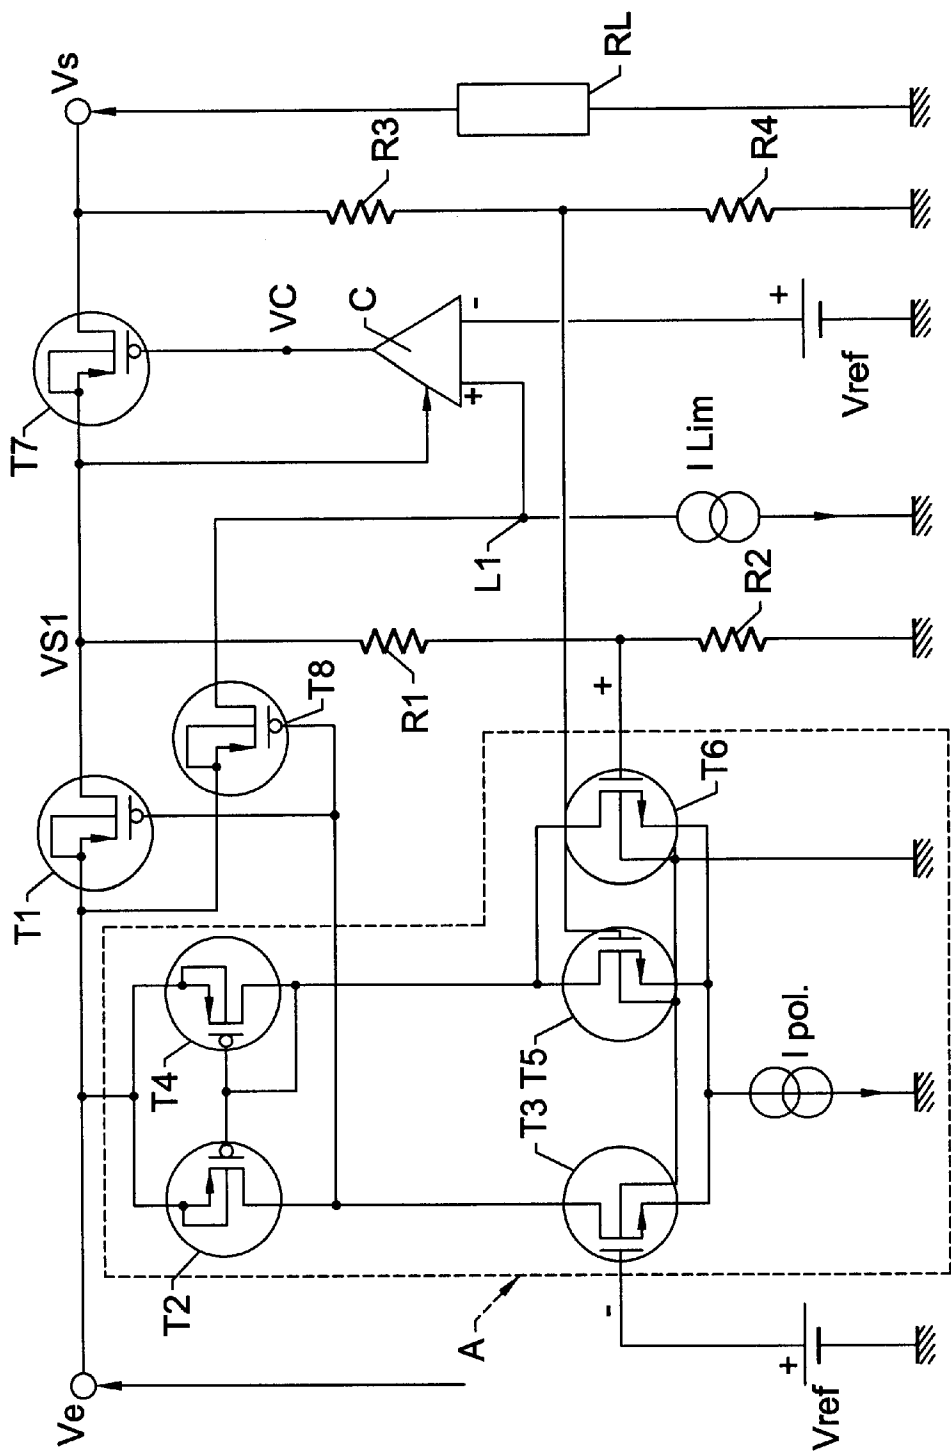 Ve
Vs
VS1
T1
T7
T8
T4
T2
VC
C
+
-
R3
RL
R4
L1
I Lim
Vref
+
R1
R2
+
T6
T3 T5
I pol.
A
-
+
Vref